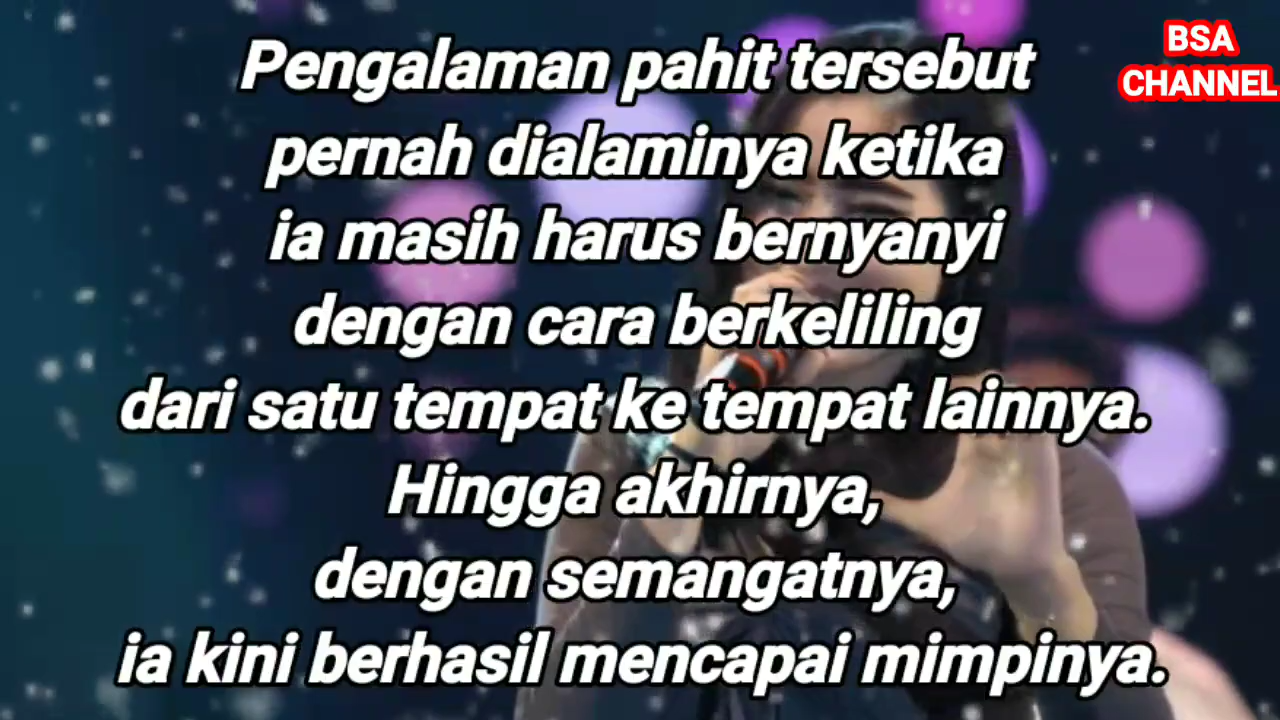 Pengalaman pahit tersebut
pernah dialaminya ketika
ia masih harus bernyanyi
dengan cara berkeliling
dari satu tempat ke tempat lainnya.
Hingga akhirnya,
dengan semangatnya,
ia kini berhasil mencapai mimpinya.
BSA
CHANNEL